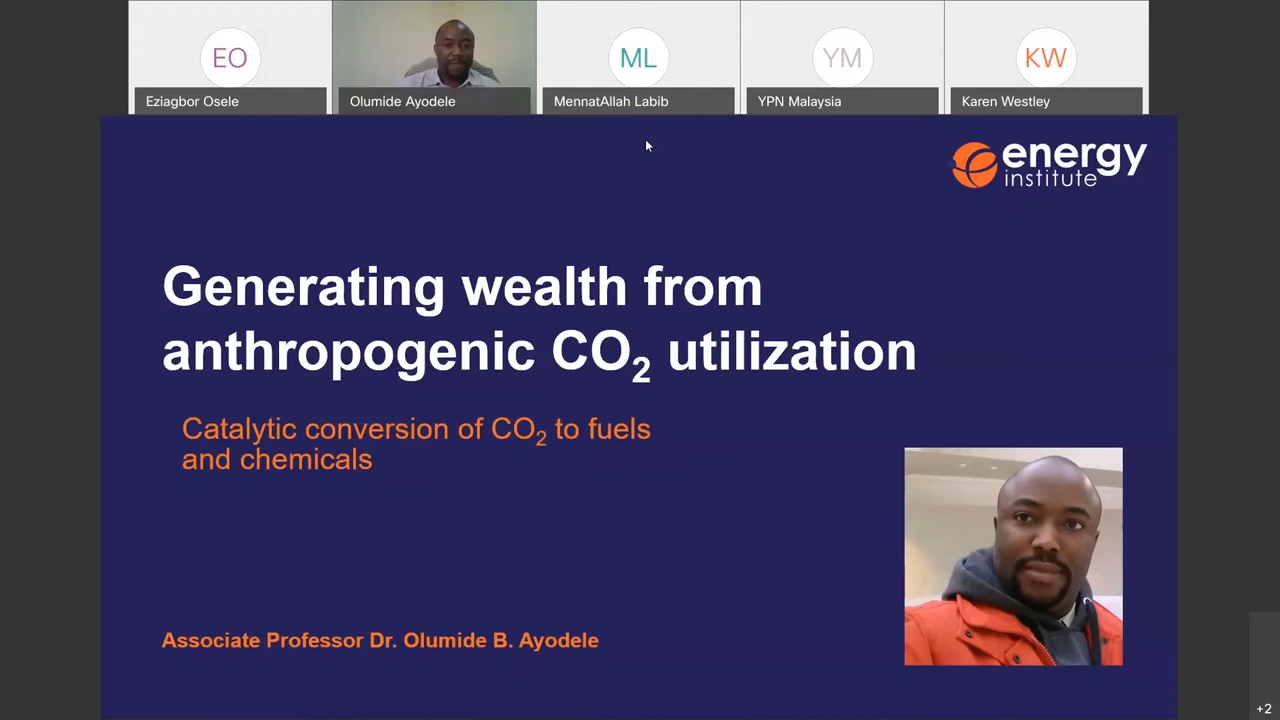 EO
ML
YM
KW
Eziagbor Osele
Olumide Ayodele
MennatAllah Labib
YPN Malaysia
Karen Westley
energy
institute
Generating wealth from
anthropogenic CO₂ utilization
Catalytic conversion of CO₂ to fuels
and chemicals
Associate Professor Dr. Olumide B. Ayodele
+2